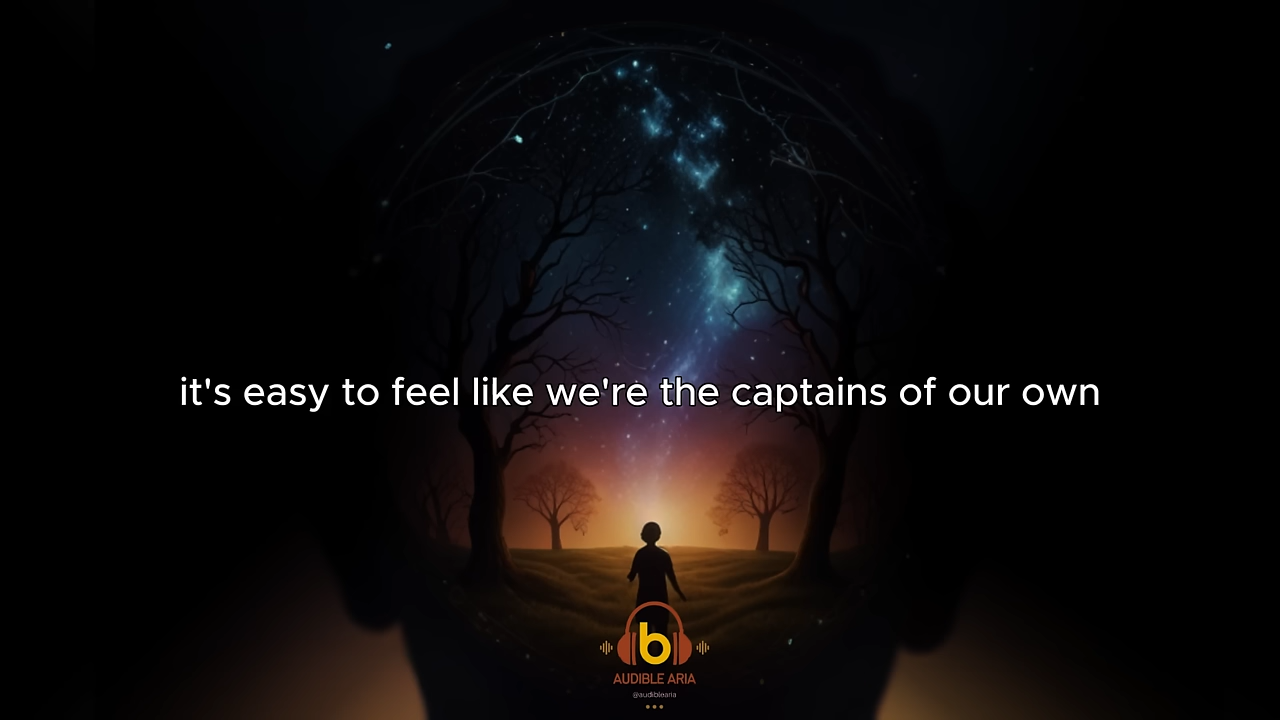 it's easy to feel like we're the captains of our own
b
AUDIBLE ARIA
@audiblearia